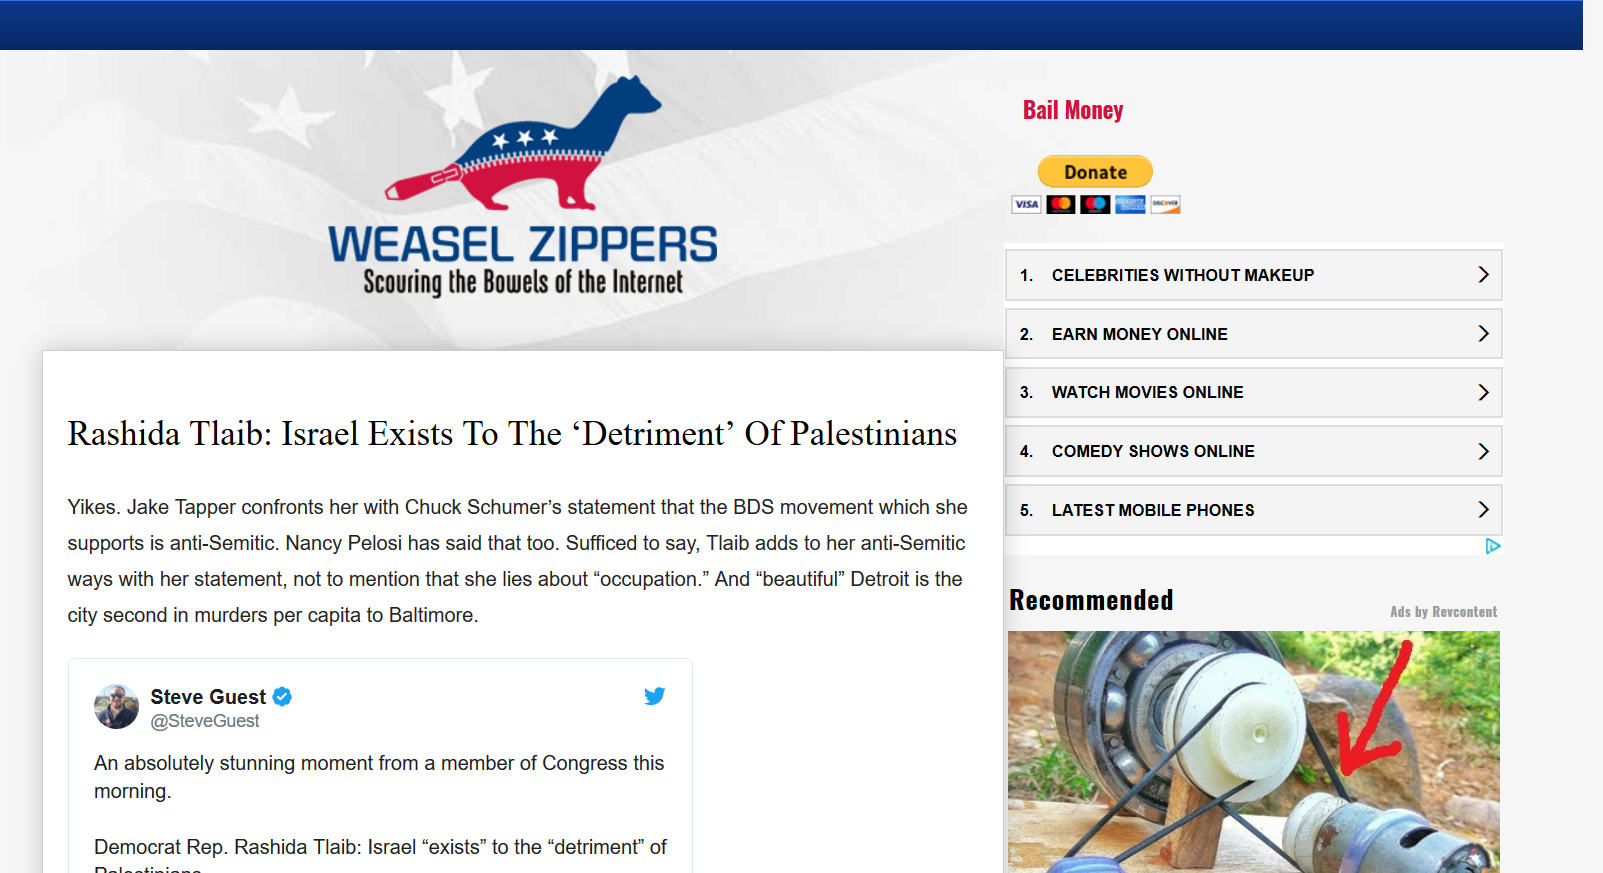 WEASEL ZIPPERS
Scouring the Bowels of the Internet
Rashida Tlaib: Israel Exists To The ‘Detriment’ Of Palestinians
Yikes. Jake Tapper confronts her with Chuck Schumer’s statement that the BDS movement which she
supports is anti-Semitic. Nancy Pelosi has said that too. Sufficed to say, Tlaib adds to her anti-Semitic
ways with her statement, not to mention that she lies about “occupation.” And “beautiful” Detroit is the
city second in murders per capita to Baltimore.
Steve Guest
@SteveGuest
An absolutely stunning moment from a member of Congress this
morning.
Democrat Rep. Rashida Tlaib: Israel “exists” to the “detriment” of
Palestinians
Bail Money
Donate
VISA
DISCOVER
1. CELEBRITIES WITHOUT MAKEUP
2. EARN MONEY ONLINE
3. WATCH MOVIES ONLINE
4. COMEDY SHOWS ONLINE
5. LATEST MOBILE PHONES
Recommended
Ads by Revcontent